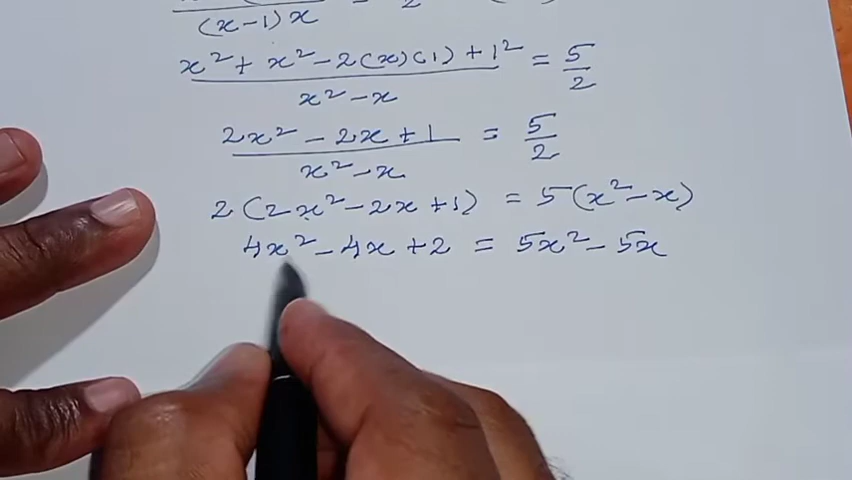 (x-1)x
x² + x² - 2(x)(1) + 1² / x² - x = 5/2
2x² - 2x + 1 / x² - x = 5/2
2(2x² - 2x + 1) = 5(x² - x)
4x² - 4x + 2 = 5x² - 5x